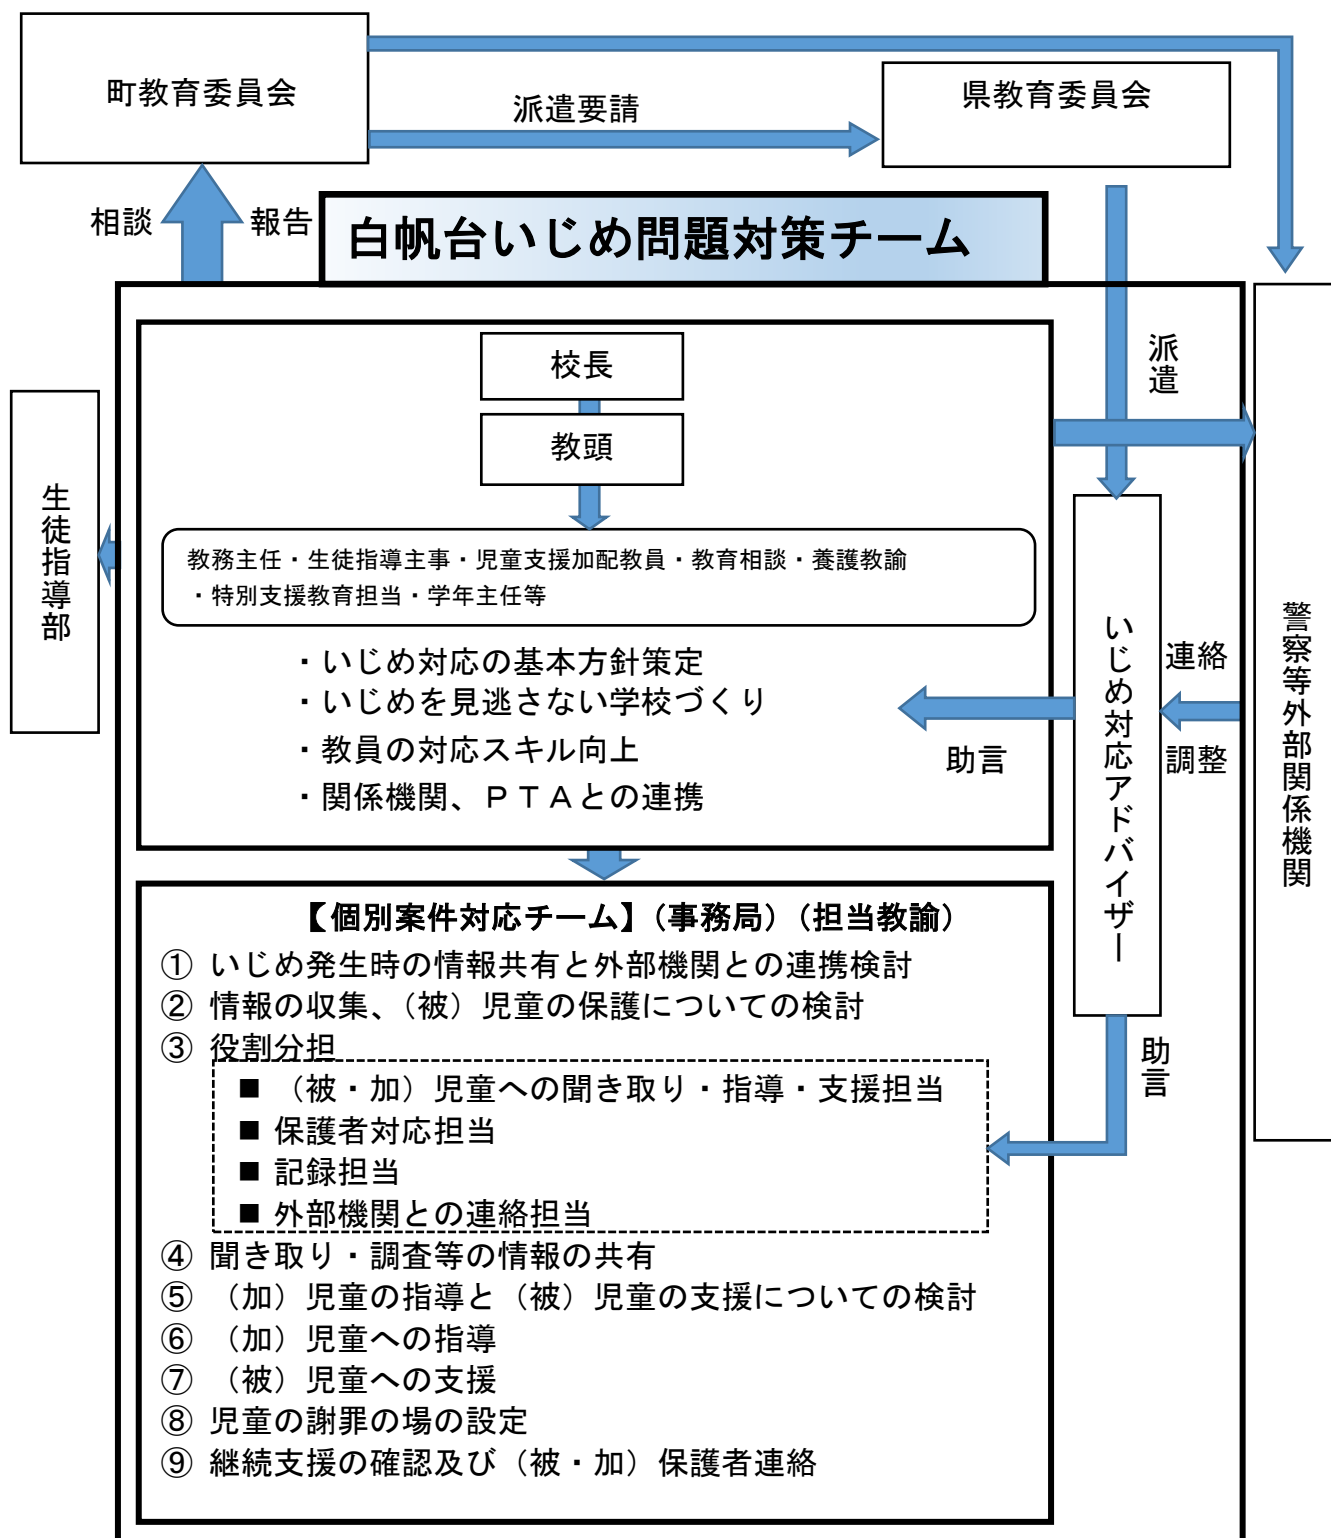 町教育委員会
県教育委員会
派遣要請
相談
報告
白帆台いじめ問題対策チーム
派遣
校長
教頭
生徒指導部
教務主任・生徒指導主事・児童支援加配教員・教育相談・養護教諭
・特別支援教育担当・学年主任等
・いじめ対応の基本方針策定
・いじめを見逃さない学校づくり
・教員の対応スキル向上
・関係機関、ＰＴＡとの連携
助言
いじめ対応アドバイザー
連絡
調整
警察等外部関係機関
【個別案件対応チーム】（事務局）（担当教諭）
① いじめ発生時の情報共有と外部機関との連携検討
② 情報の収集、（被）児童の保護についての検討
③ 役割分担
■ （被・加）児童への聞き取り・指導・支援担当
■ 保護者対応担当
■ 記録担当
■ 外部機関との連絡担当
助言
④ 聞き取り・調査等の情報の共有
⑤ （加）児童の指導と（被）児童の支援についての検討
⑥ （加）児童への指導
⑦ （被）児童への支援
⑧ 児童の謝罪の場の設定
⑨ 継続支援の確認及び（被・加）保護者連絡